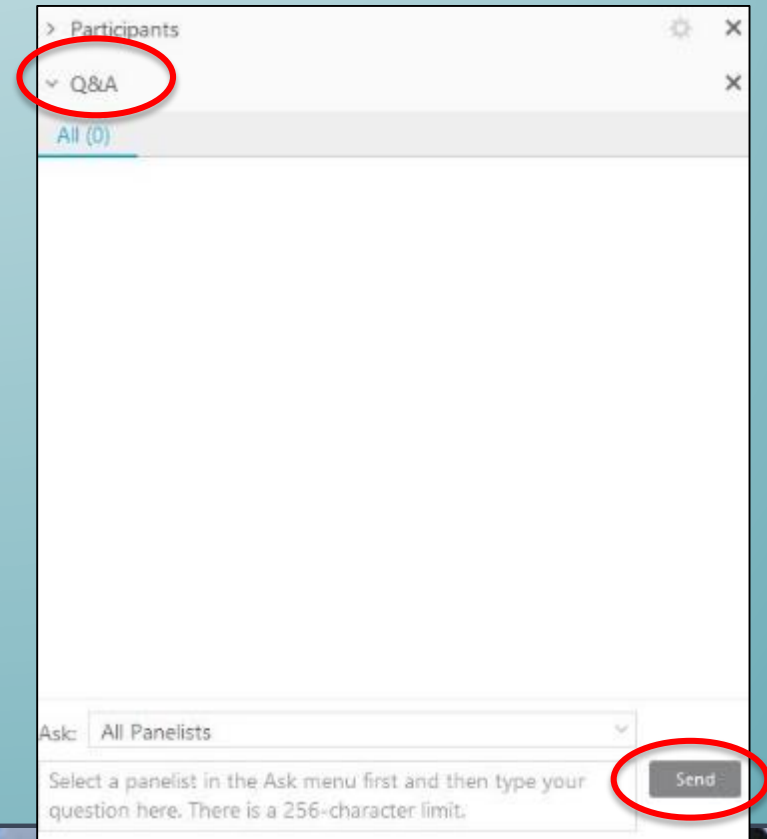 Participants
Q&A
All (0)
Ask: All Panelists
Select a panelist in the Ask menu first and then type your
question here. There is a 256-character limit.
Send